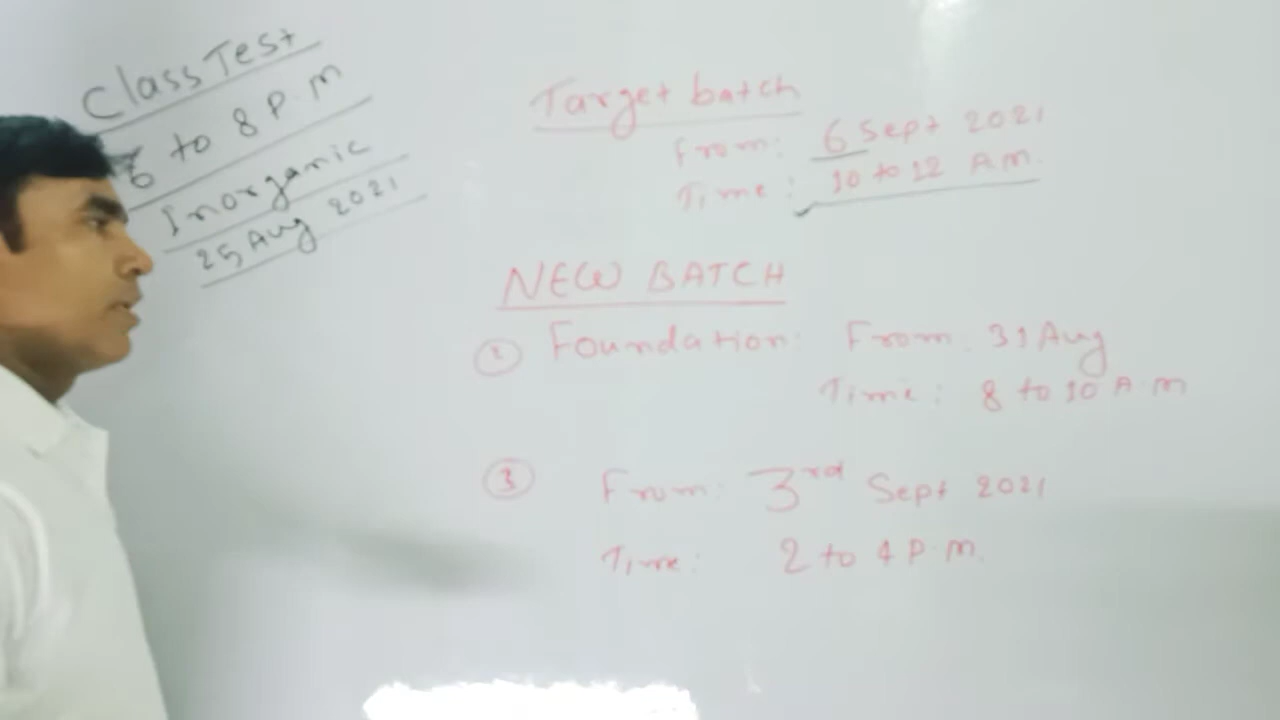 Class Test
6 to 8 P.M
Inorganic
25 Aug 2021
Target batch
From: 6 Sept 2021
Time: 10 to 12 A.M.
NEW BATCH
② Foundation: From. 31 Aug
Time: 8 to 10 A.M
③ From: 3rd Sept 2021
Time: 2 to 4 P.M.